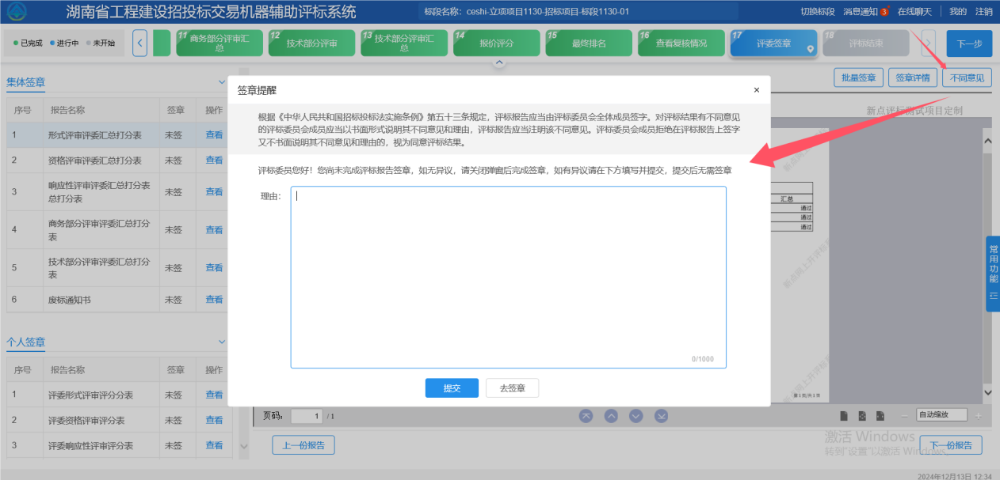 湖南省工程建设招投标交易机器辅助评标系统
标段名称：ceshi-立项项目1130-招标项目-标段1130-01
切换标段 消息通知 3 在线聊天 我的 注销
已完成 进行中 未开始
11 商务部分评审汇总
12 技术部分评审
13 技术部分评审汇总
14 报价评分
15 最终排名
16 查看复核情况
17 评委签章
18 评标结束
下一步
批量签章 签章详情 不同意见
新点评标测试项目定制
集体签章
序号 报告名称 签章 操作
1 形式评审评委汇总打分表 未签 查看
2 资格评审评委汇总打分表 未签 查看
3 响应性评审评委汇总打分表总打分表 未签 查看
4 商务部分评审评委汇总打分表 未签 查看
5 技术部分评审评委汇总打分表 未签 查看
6 废标通知书 未签 查看
个人签章
序号 报告名称 签章 操作
1 评委形式评审评分分表 未签 查看
2 评委资格评审评分表 未签 查看
3 评委响应性评审评分表 未签 查看
签章提醒 ×
根据《中华人民共和国招标投标法实施条例》第五十三条规定，评标报告应当由评标委员会全体成员签字。对评标结果有不同意见
的评标委员会成员应当以书面形式说明其不同意见和理由，评标报告应当注明该不同意见。评标委员会成员拒绝在评标报告上签字
又不书面说明其不同意见和理由的，视为同意评标结果。
评标委员您好！您尚未完成评标报告签章，如无异议，请关闭弹窗后完成签章，如有异议请在下方填写并提交，提交后无需签章
理由：
0/1000
提交 去签章
汇总
通过
通过
通过
第1页/共1页
常用功能
页码： 1 / 1
自动缩放
上一份报告
下一份报告
激活 Windows
转到"设置"以激活 Windows。
2024年12月13日 12:34